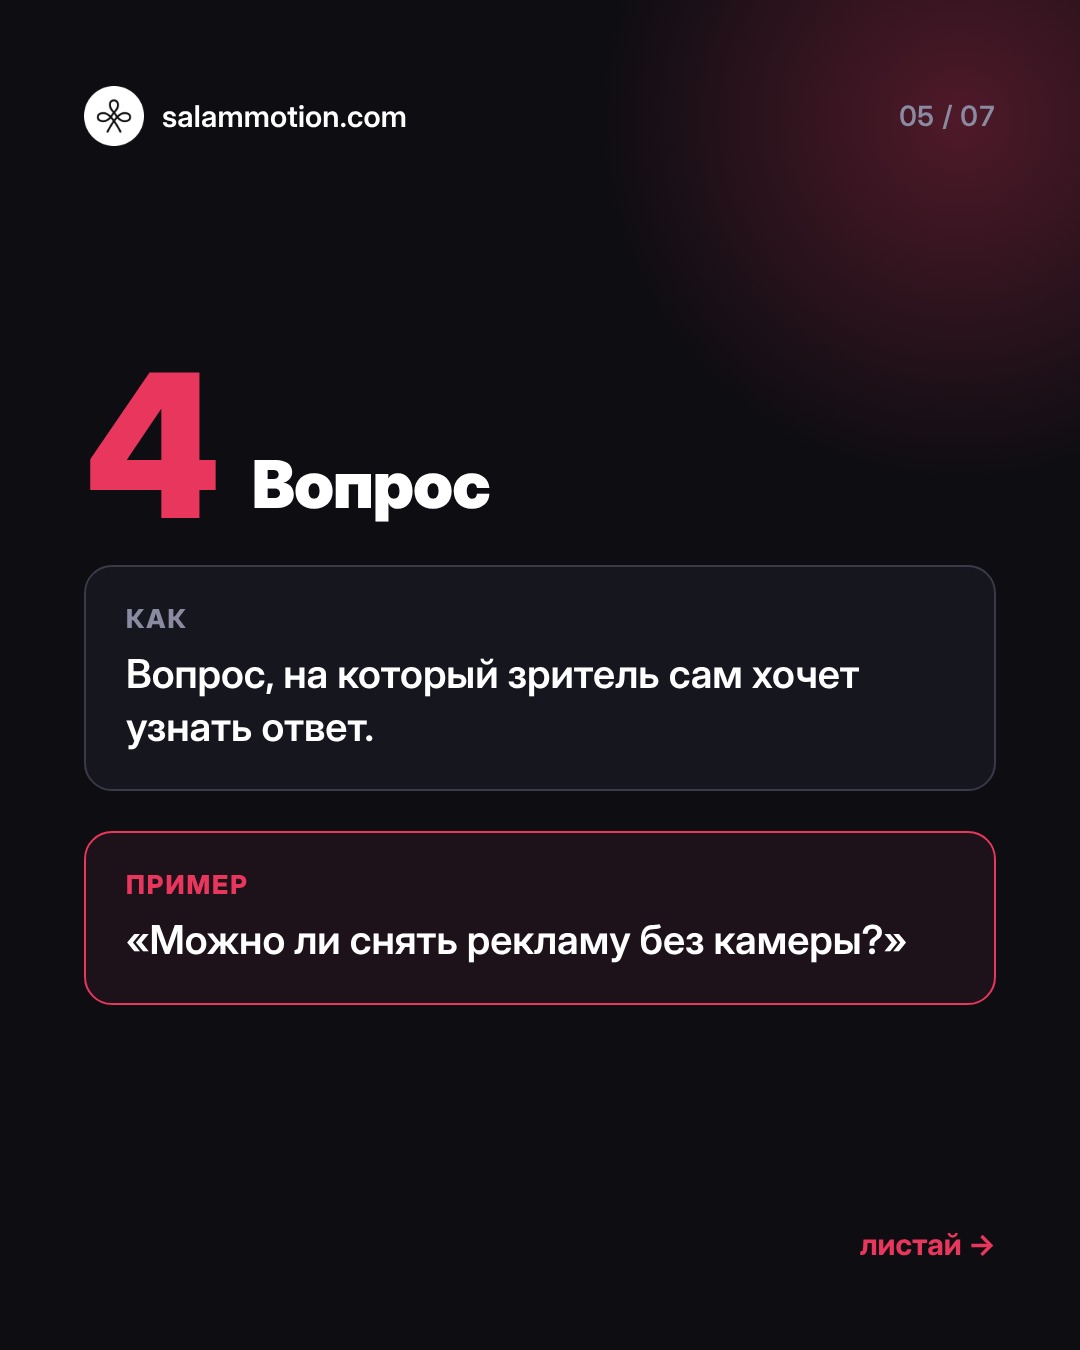 salammotion.com
05 / 07
4 Вопрос
КАК
Вопрос, на который зритель сам хочет
узнать ответ.
ПРИМЕР
«Можно ли снять рекламу без камеры?»
листай →